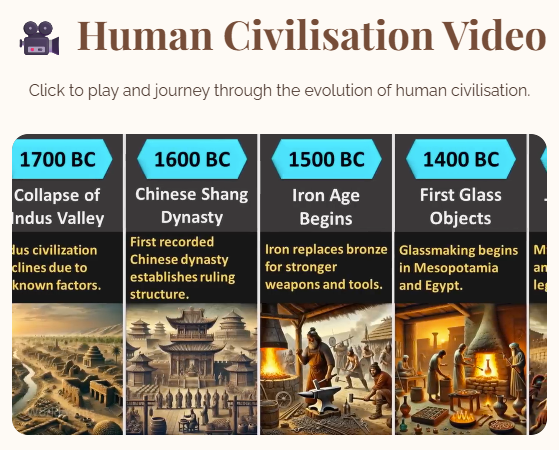 Human Civilisation Video
Click to play and journey through the evolution of human civilisation.
1700 BC
Collapse of
Indus Valley
civilization
due to
factors.
1600 BC
Chinese Shang
Dynasty
First recorded
Chinese dynasty
establishes ruling
structure.
1500 BC
Iron Age
Begins
Iron replaces bronze
for stronger
weapons and tools.
1400 BC
First Glass
Objects
Glassmaking begins
in Mesopotamia
and Egypt.